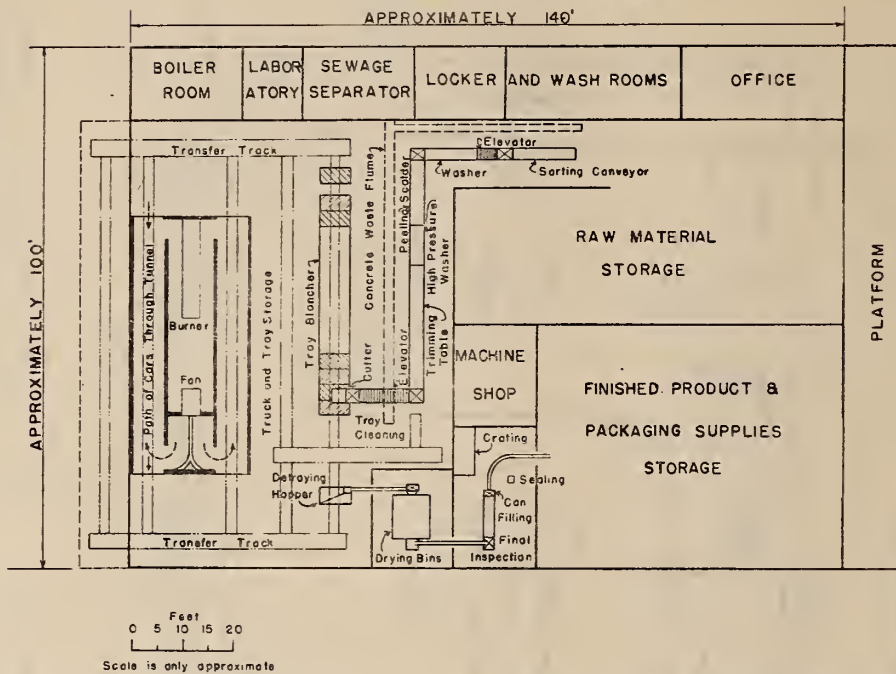 APPROXIMATELY 140'
BOILER
ROOM
LABOR
ATORY
SEWAGE
SEPARATOR
LOCKER
AND WASH ROOMS
OFFICE
APPROXIMATELY 100'
Transfer Track
Path of Cars Through Tunnel
Burner
Fan
Truck and Tray Storage
Tray Blancher
Cutter
Concrete Waste Flume
Peeling Scalder
Elevator
Washer
Sorting Conveyor
High Pressure
Washer
Trimming
Table
Elevator
Tray
Cleaning
RAW MATERIAL
STORAGE
PLATFORM
MACHINE
SHOP
FINISHED PRODUCT &
PACKAGING SUPPLIES
STORAGE
Crating
Sealing
Can
Filling
Final
Inspection
Detraying
Hopper
Drying Bins
Transfer Track
Feet
0 5 10 15 20
Scale is only approximate